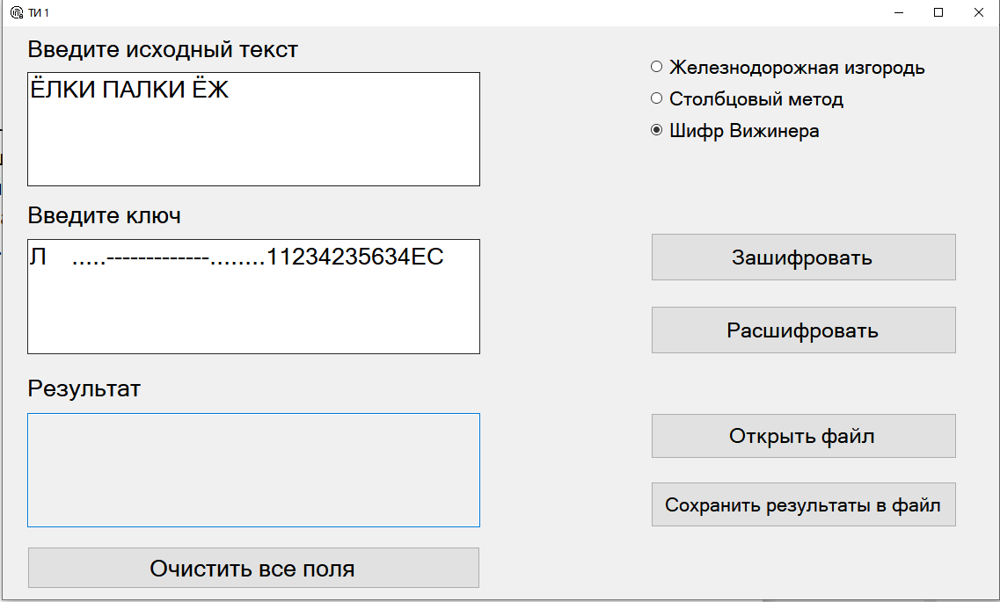 ТИ 1
Введите исходный текст
ЁЛКИ ПАЛКИ ЁЖ
Введите ключ
Л    .....-------------........11234235634ЕС
Результат
Очистить все поля
Железнодорожная изгородь
Столбцовый метод
Шифр Вижинера
Зашифровать
Расшифровать
Открыть файл
Сохранить результаты в файл